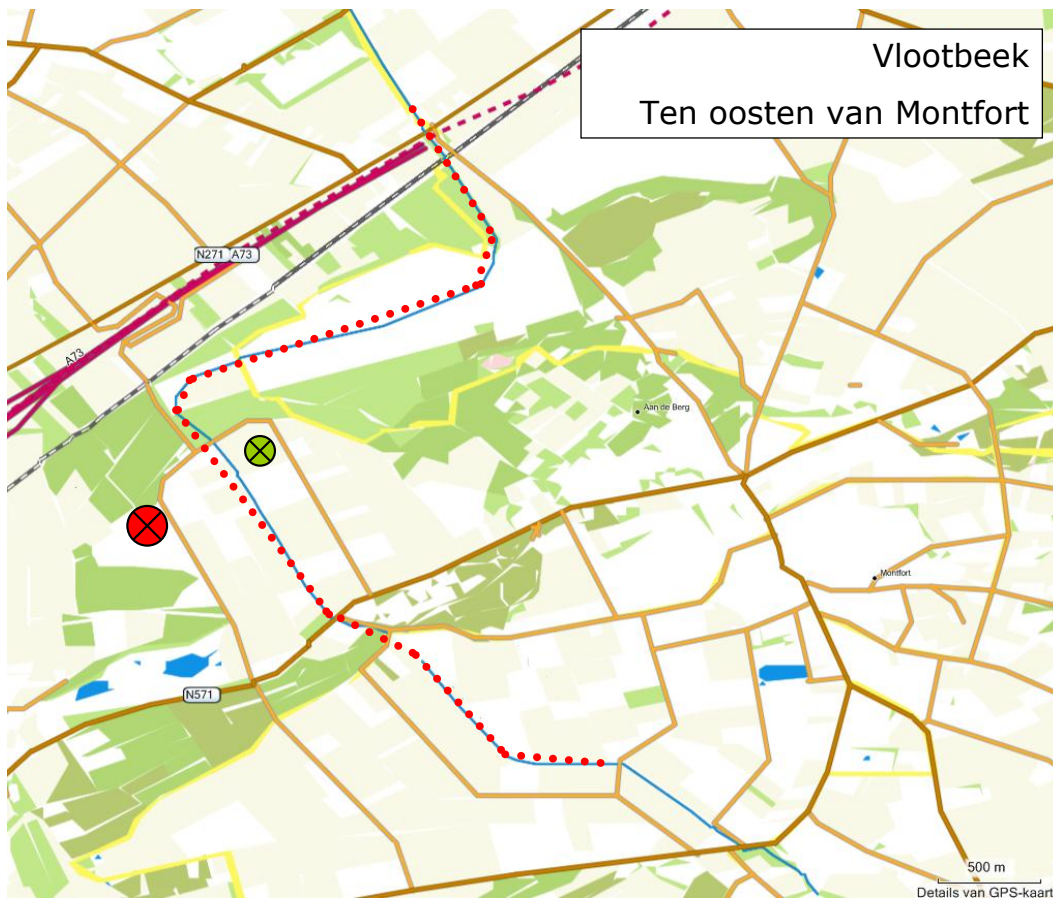 Vlootbeek
Ten oosten van Montfort
N271 A73
A73
Aan de Berg
Montfort
N571
500 m
Details van GPS-kaart